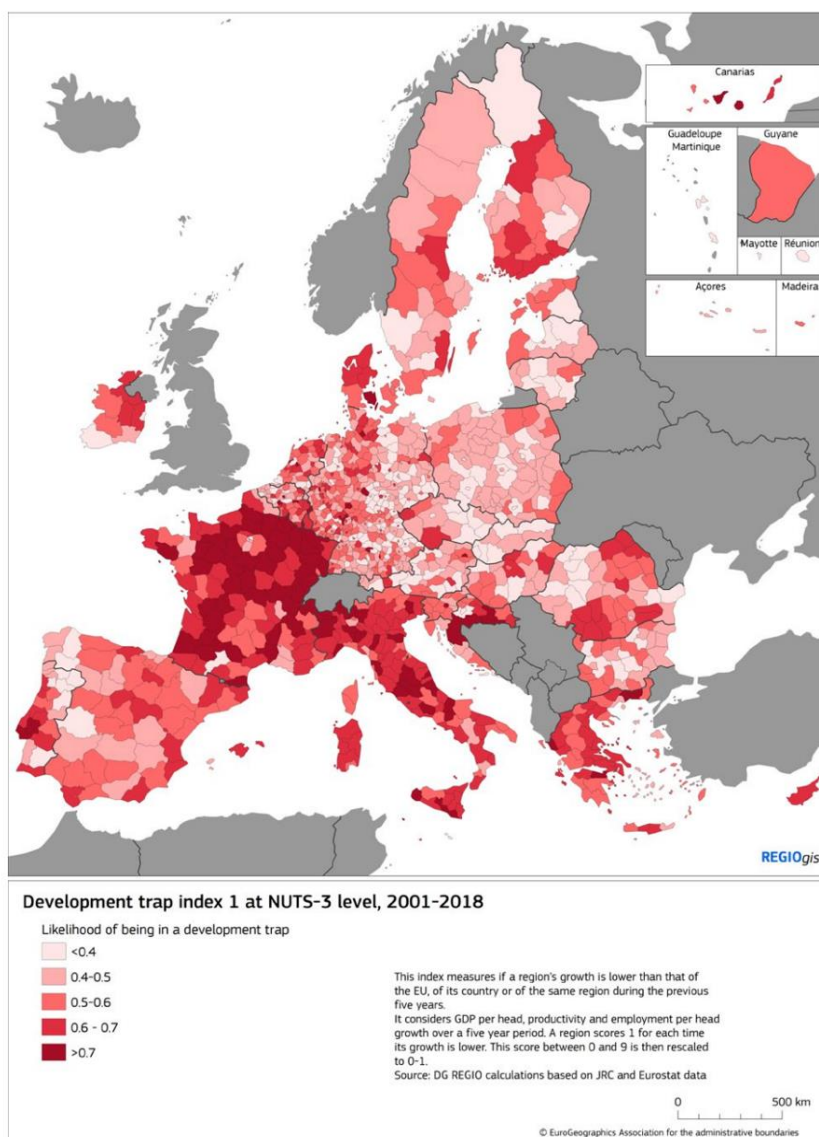 Canarias
Guadeloupe
Martinique
Guyane
Mayotte
Réunion
Açores
Madeira
REGIOgis
Development trap index 1 at NUTS-3 level, 2001-2018
Likelihood of being in a development trap
<0.4
0.4-0.5
0.5-0.6
0.6 - 0.7
>0.7
This index measures if a region's growth is lower than that of
the EU, of its country or of the same region during the previous
five years.
It considers GDP per head, productivity and employment per head
growth over a five year period. A region scores 1 for each time
its growth is lower. This score between 0 and 9 is then rescaled
to 0-1.
Source: DG REGIO calculations based on JRC and Eurostat data
0 500 km
© EuroGeographics Association for the administrative boundaries